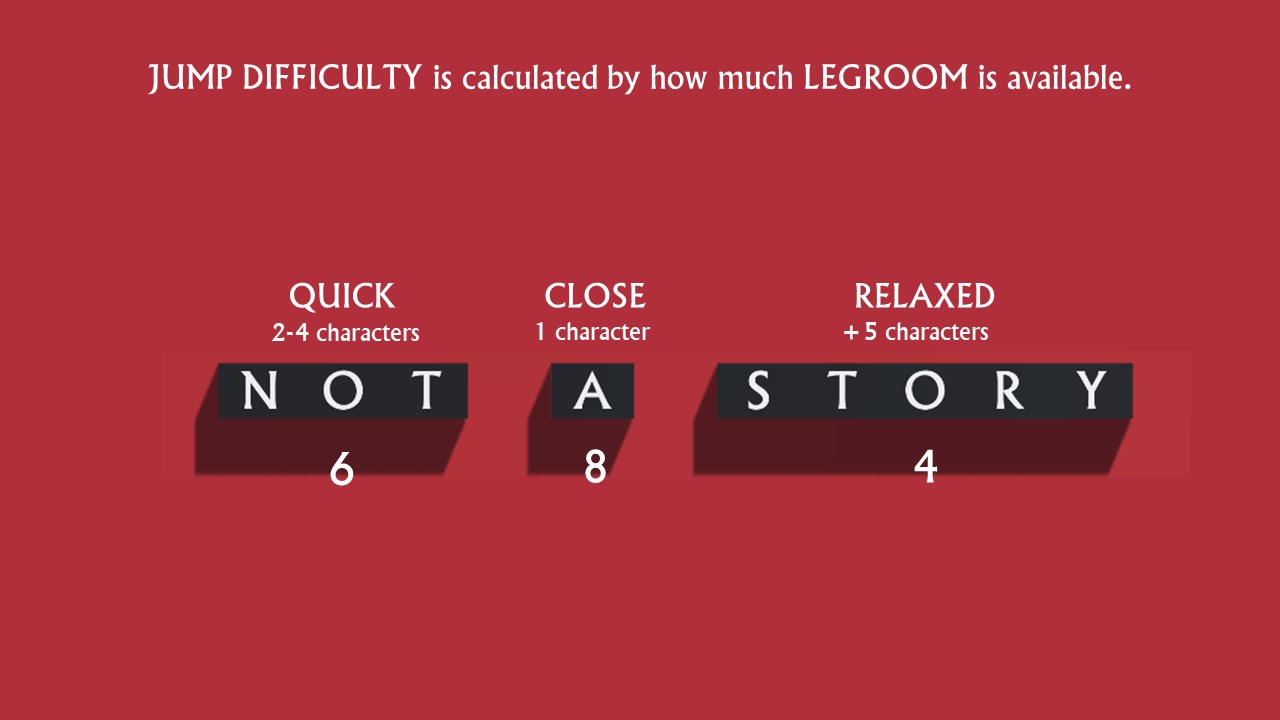 JUMP DIFFICULTY is calculated by how much LEGROOM is available.
QUICK CLOSE RELAXED
2-4 characters 1 character +5 characters
NOT A STORY
6 8 4